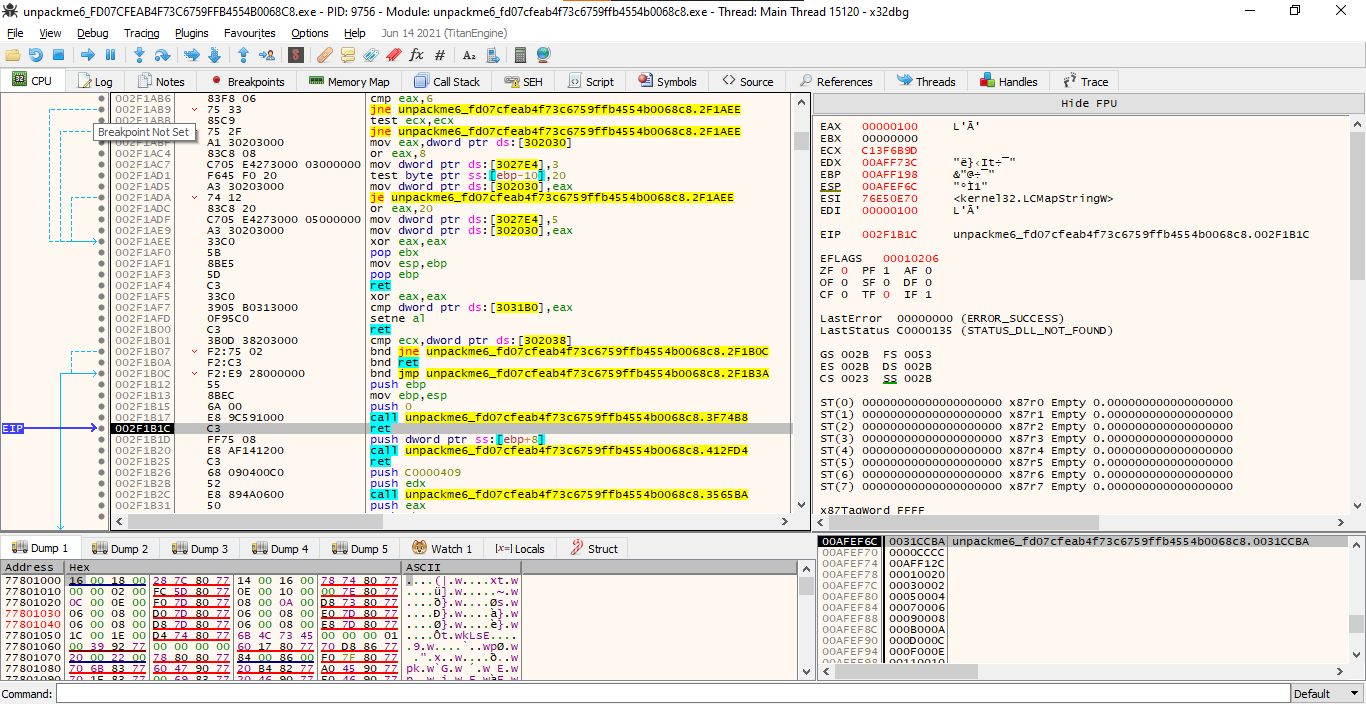 unpackme6_FD07CFEAB4F73C6759FFB4554B0068C8.exe - PID: 9756 - Module: unpackme6_fd07cfeab4f73c6759ffb4554b0068c8.exe - Thread: Main Thread 15120 - x32dbg
File View Debug Tracing Plugins Favourites Options Help Jun 14 2021 (TitanEngine)
CPU Log Notes Breakpoints Memory Map Call Stack SEH Script Symbols Source References Threads Handles Trace
002F1AB6 83F8 06 cmp eax,6
002F1AB9 75 33 jne unpackme6_fd07cfeab4f73c6759ffb4554b0068c8.2F1AEE
002F1ABB 85C9 test ecx,ecx
Breakpoint Not Set 75 2F jne unpackme6_fd07cfeab4f73c6759ffb4554b0068c8.2F1AEE
002F1ABF A1 30203000 mov eax,dword ptr ds:[302030]
002F1AC4 83C8 08 or eax,8
002F1AC7 C705 E4273000 03000000 mov dword ptr ds:[3027E4],3
002F1AD1 F645 F0 20 test byte ptr ss:[ebp-10],20
002F1AD5 A3 30203000 mov dword ptr ds:[302030],eax
002F1ADA 74 12 je unpackme6_fd07cfeab4f73c6759ffb4554b0068c8.2F1AEE
002F1ADC 83C8 20 or eax,20
002F1ADF C705 E4273000 05000000 mov dword ptr ds:[3027E4],5
002F1AE9 A3 30203000 mov dword ptr ds:[302030],eax
002F1AEE 33C0 xor eax,eax
002F1AF0 5B pop ebx
002F1AF1 8BE5 mov esp,ebp
002F1AF3 5D pop ebp
002F1AF4 C3 ret
002F1AF5 33C0 xor eax,eax
002F1AF7 3905 B0313000 cmp dword ptr ds:[3031B0],eax
002F1AFD 0F95C0 setne al
002F1B00 C3 ret
002F1B01 3B0D 38203000 cmp ecx,dword ptr ds:[302038]
002F1B07 F2:75 02 bnd jne unpackme6_fd07cfeab4f73c6759ffb4554b0068c8.2F1B0C
002F1B0A F2:C3 bnd ret
002F1B0C F2:E9 28000000 bnd jmp unpackme6_fd07cfeab4f73c6759ffb4554b0068c8.2F1B3A
002F1B12 55 push ebp
002F1B13 8BEC mov ebp,esp
002F1B15 6A 00 push 0
002F1B17 E8 9C591000 call unpackme6_fd07cfeab4f73c6759ffb4554b0068c8.3F74B8
EIP 002F1B1C C3 ret
002F1B1D FF75 08 push dword ptr ss:[ebp+8]
002F1B20 E8 AF141200 call unpackme6_fd07cfeab4f73c6759ffb4554b0068c8.412FD4
002F1B25 C3 ret
002F1B26 68 090400C0 push C0000409
002F1B2B 52 push edx
002F1B2C E8 894A0600 call unpackme6_fd07cfeab4f73c6759ffb4554b0068c8.3565BA
002F1B31 50 push eax
Hide FPU
EAX 00000100 L'Ā'
EBX 00000000
ECX C13F6B9D
EDX 00AFF73C
EBP 00AFF198
ESP 00AFEF6C
ESI 76E50E70 <kernel32.LCMapStringW>
EDI 00000100 L'Ā'
EIP 002F1B1C unpackme6_fd07cfeab4f73c6759ffb4554b0068c8.002F1B1C
EFLAGS 00010206
ZF 0 PF 1 AF 0
OF 0 SF 0 DF 0
CF 0 TF 0 IF 1
LastError 00000000 (ERROR_SUCCESS)
LastStatus C0000135 (STATUS_DLL_NOT_FOUND)
GS 002B FS 0053
ES 002B DS 002B
CS 0023 SS 002B
ST(0) 00000000000000000000 x87r0 Empty 0.000000000000000000
ST(1) 00000000000000000000 x87r1 Empty 0.000000000000000000
ST(2) 00000000000000000000 x87r2 Empty 0.000000000000000000
ST(3) 00000000000000000000 x87r3 Empty 0.000000000000000000
ST(4) 00000000000000000000 x87r4 Empty 0.000000000000000000
ST(5) 00000000000000000000 x87r5 Empty 0.000000000000000000
ST(6) 00000000000000000000 x87r6 Empty 0.000000000000000000
ST(7) 00000000000000000000 x87r7 Empty 0.000000000000000000
x87TagWord FFFF
Dump 1 Dump 2 Dump 3 Dump 4 Dump 5 Watch 1 Locals Struct
Address Hex ASCII
77801000 16 00 18 00 28 7C 80 77 14 00 16 00 78 74 80 77 ....(|.w....xt.w
77801010 00 00 02 00 FC 5D 80 77 0E 00 10 00 00 7E 80 77 ....ü].w.....~.w
77801020 0C 00 0E 00 F0 7D 80 77 08 00 0A 00 D8 73 80 77 ....ð}.w....Øs.w
77801030 06 00 08 00 D0 7D 80 77 06 00 08 00 E0 7D 80 77 ....Ð}.w....à}.w
77801040 06 00 08 00 D8 7D 80 77 06 00 08 00 E8 7D 80 77 ....Ø}.w....è}.w
77801050 1C 00 1E 00 D4 74 80 77 6B 4C 73 45 00 00 00 01 ....Ôt.wkLsE....
77801060 00 39 92 77 00 00 00 00 60 17 80 77 70 D8 86 77 .9.w....`..wpØ.w
77801070 20 00 22 00 78 80 80 77 84 00 86 00 F0 7F 80 77 .".x..w....ð..w
77801080 70 6B 83 77 60 47 90 77 20 B4 82 77 A0 45 90 77 pk.w`G.w ´.w E.w
00AFEF6C 0031CCBA unpackme6_fd07cfeab4f73c6759ffb4554b0068c8.0031CCBA
00AFEF70 0000CCCC
00AFEF74 00AFF12C
00AFEF78 00010020
00AFEF7C 00030002
00AFEF80 00050004
00AFEF84 00070006
00AFEF88 00090008
00AFEF8C 000B000A
00AFEF90 000D000C
00AFEF94 000F000E
00AFEF98 00110010
Command: Default